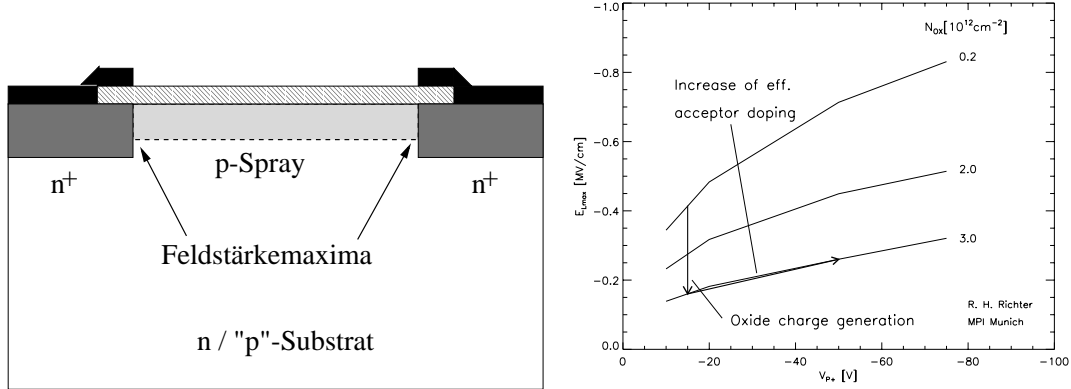 p-Spray
n+
n+
Feldstärkemaxima
n / "p"-Substrat
-1.0
-0.8
-0.6
-0.4
-0.2
0.0
E_Lmax [MV/cm]
N_ox[10^12cm^-2]
0.2
Increase of eff.
acceptor doping
2.0
3.0
Oxide charge generation
R. H. Richter
MPI Munich
0
-20
-40
-60
-80
-100
V_P+ [V]